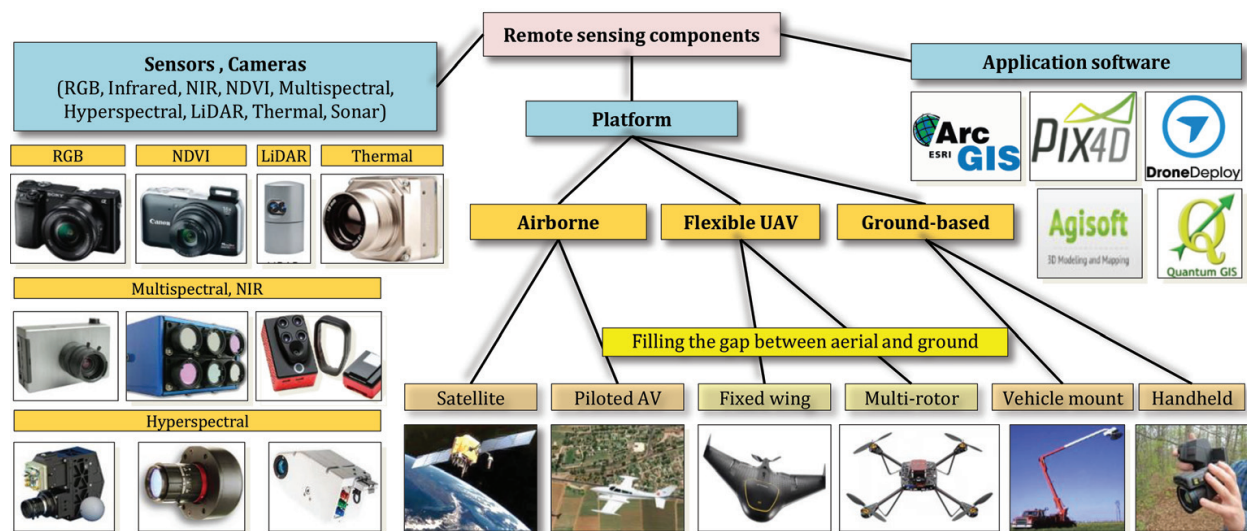 Remote sensing components
Sensors , Cameras
(RGB, Infrared, NIR, NDVI, Multispectral,
Hyperspectral, LiDAR, Thermal, Sonar)
Application software
Platform
RGB
NDVI
LiDAR
Thermal
SONY
Canon
LiDAR
Multispectral, NIR
Hyperspectral
Arc
ESRI
GIS
PIX4D
DroneDeploy
Agisoft
3D Modeling and Mapping
Quantum GIS
Airborne
Flexible UAV
Ground-based
Filling the gap between aerial and ground
Satellite
Piloted AV
Fixed wing
Multi-rotor
Vehicle mount
Handheld